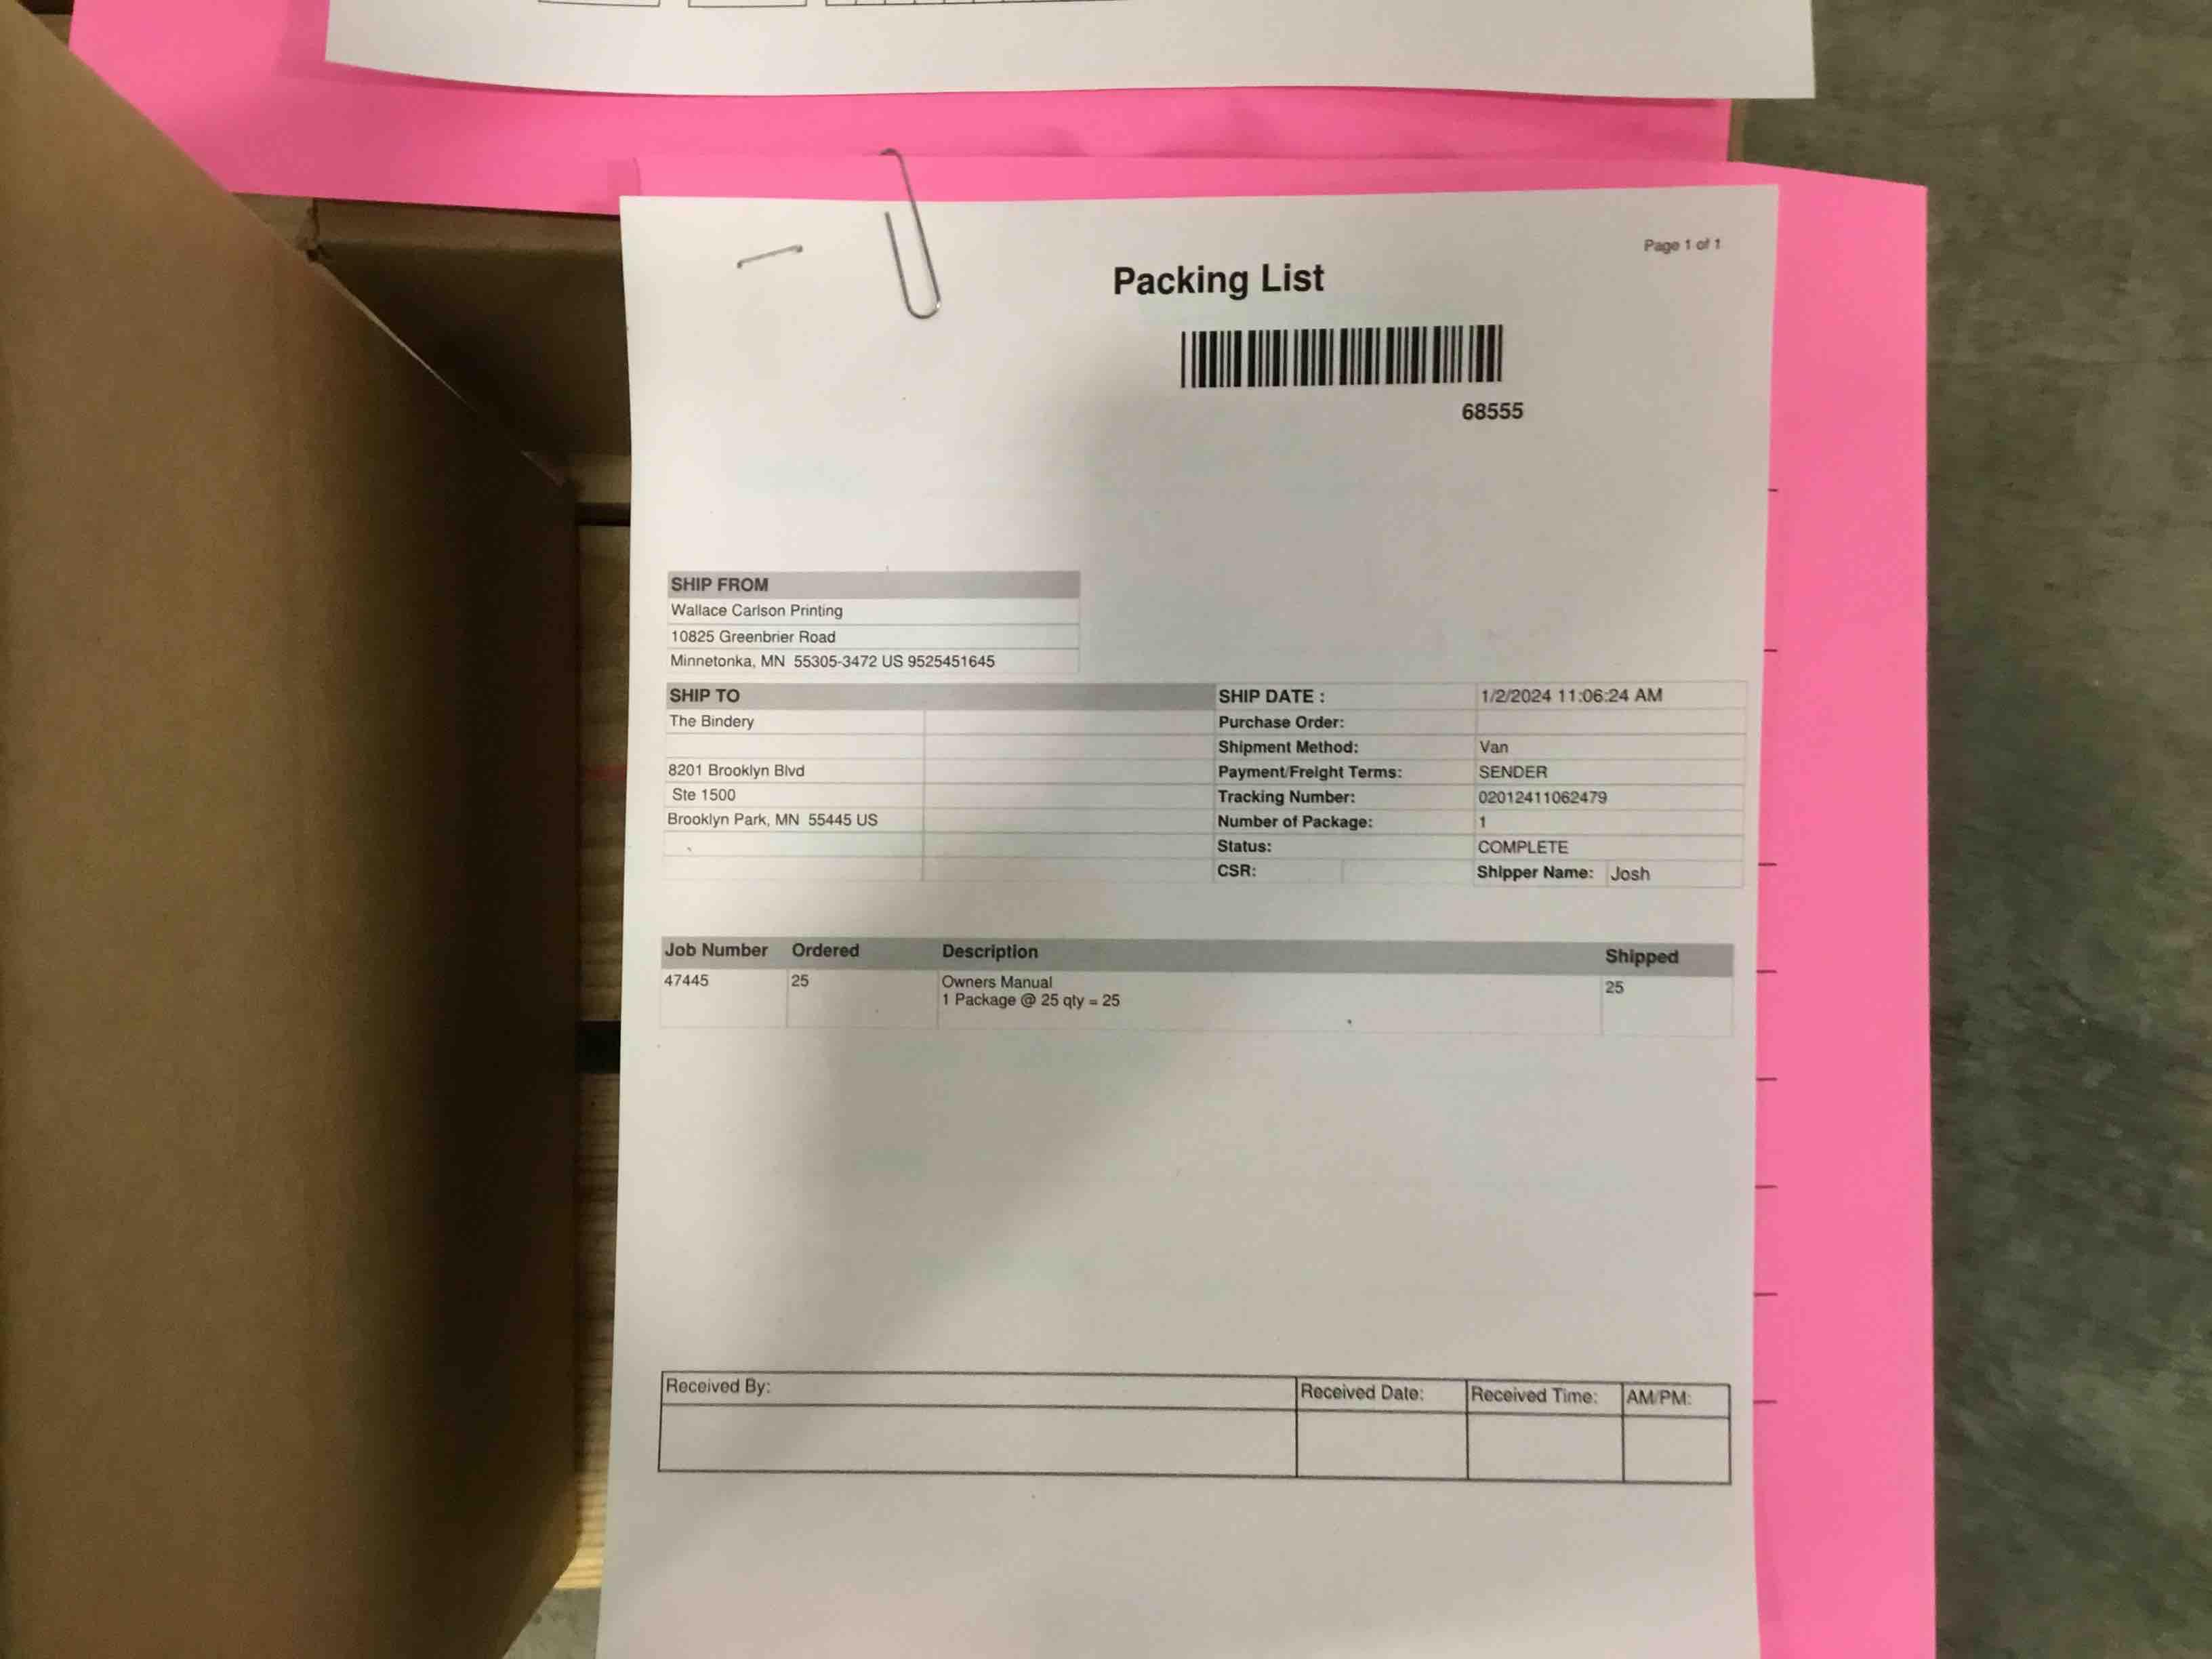 Page 1 of 1
Packing List
68555
SHIP FROM
Wallace Carlson Printing
10825 Greenbrier Road
Minnetonka, MN 55305-3472 US 9525451645
SHIP TO
The Bindery
8201 Brooklyn Blvd
Ste 1500
Brooklyn Park, MN 55445 US
SHIP DATE : 1/2/2024 11:06:24 AM
Purchase Order:
Shipment Method: Van
Payment/Freight Terms: SENDER
Tracking Number: 02012411062479
Number of Package: 1
Status: COMPLETE
CSR: Shipper Name: Josh
Job Number Ordered Description Shipped
47445 25 Owners Manual 25
1 Package @ 25 qty = 25
Received By: Received Date: Received Time: AM/PM: